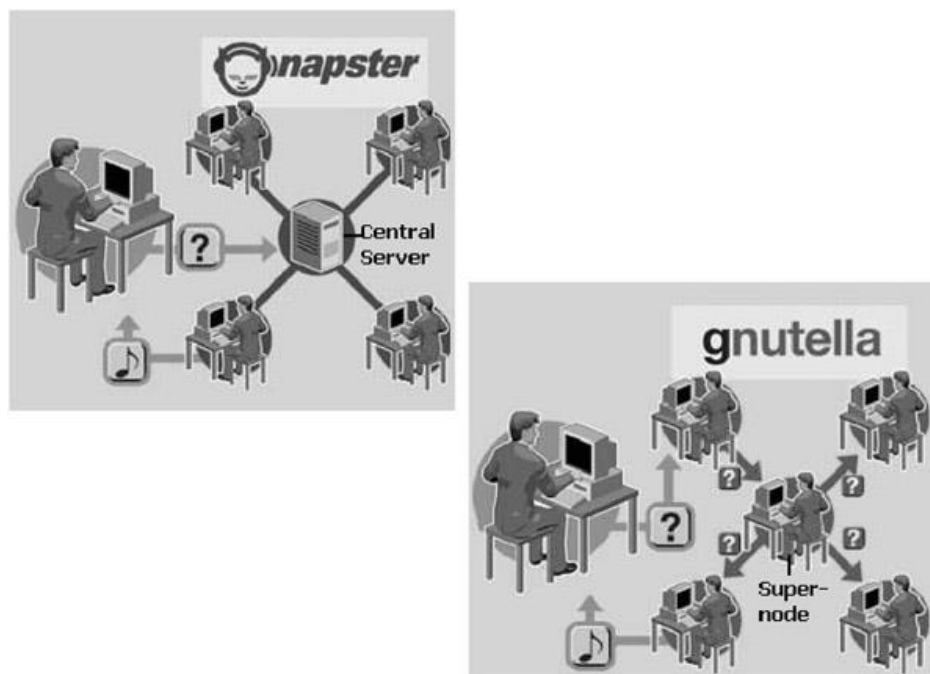 napster
?
Central
Server
gnutella
?
?
?
?
?
Super-
node